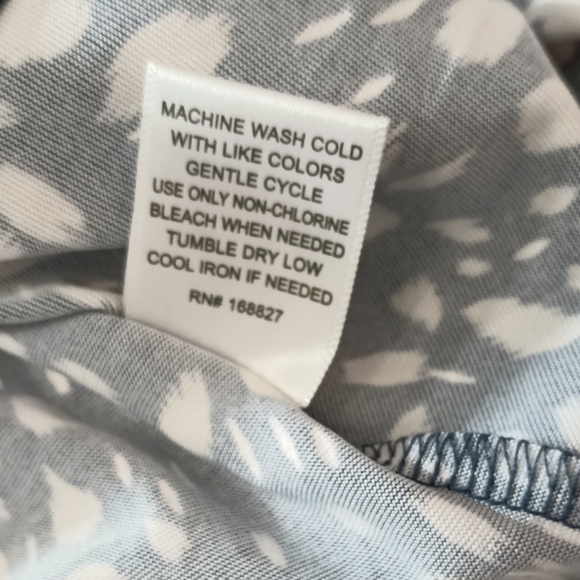 MACHINE WASH COLD
WITH LIKE COLORS
GENTLE CYCLE
USE ONLY NON-CHLORINE
BLEACH WHEN NEEDED
TUMBLE DRY LOW
COOL IRON IF NEEDED
RN# 168827